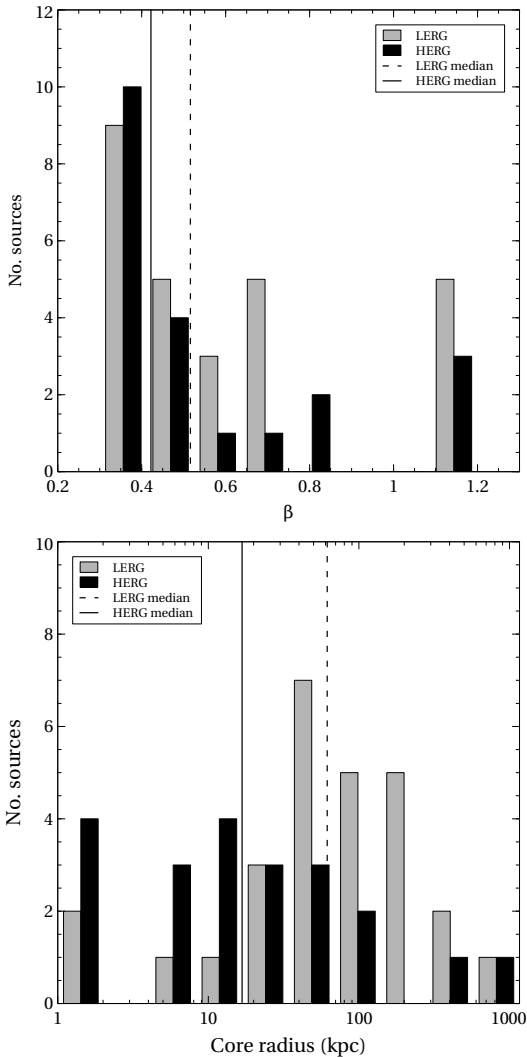 12
LERG
HERG
LERG median
HERG median
10
8
6
4
2
0
No. sources
0.2 0.4 0.6 0.8 1 1.2
β
10
LERG
HERG
LERG median
HERG median
8
6
4
2
0
No. sources
1 10 100 1000
Core radius (kpc)